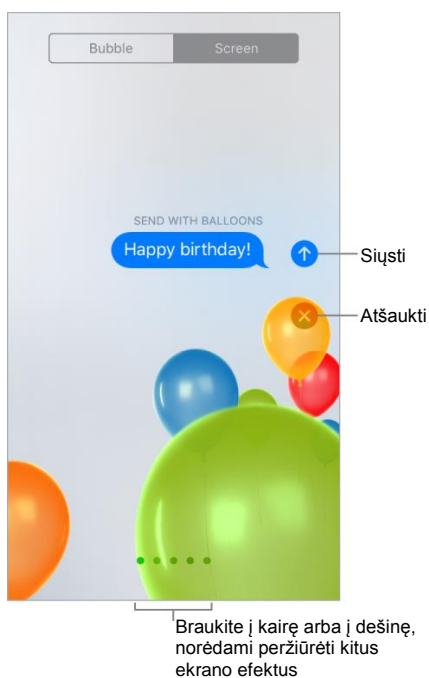 Bubble
Screen
SEND WITH BALLOONS
Happy birthday!
Siųsti
Atšaukti
Braukite į kairę arba į dešinę,
norėdami peržiūrėti kitus
ekrano efektus